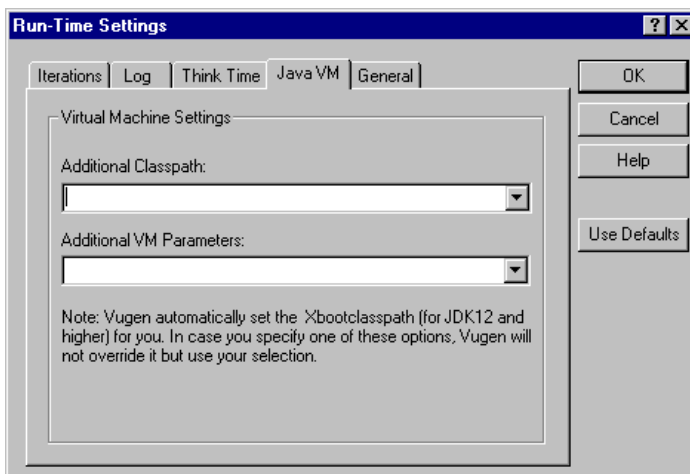 Run-Time Settings
Iterations Log Think Time Java VM General
OK
Cancel
Help
Use Defaults
Virtual Machine Settings
Additional Classpath:
Additional VM Parameters:
Note: Vugen automatically set the Xbootclasspath (for JDK12 and
higher) for you. In case you specify one of these options, Vugen will
not override it but use your selection.